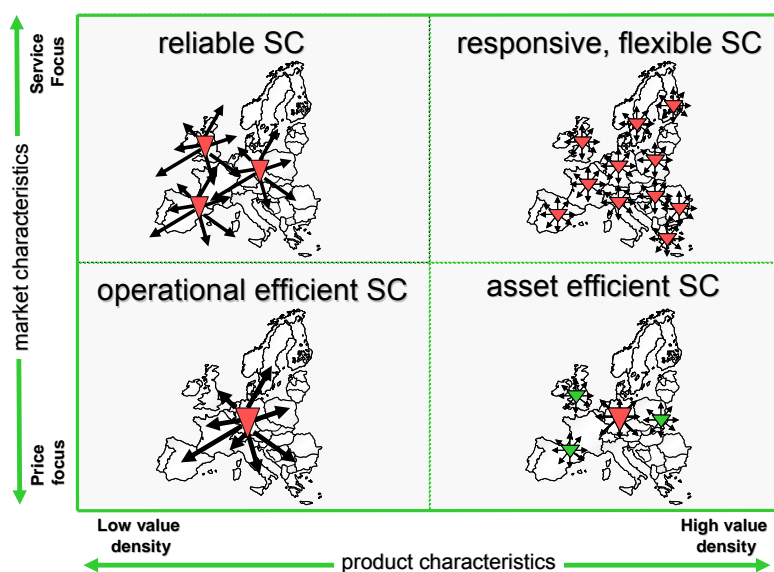 reliable SC
responsive, flexible SC
operational efficient SC
asset efficient SC
Service
Focus
market characteristics
Price
focus
Low value
density
High value
density
product characteristics